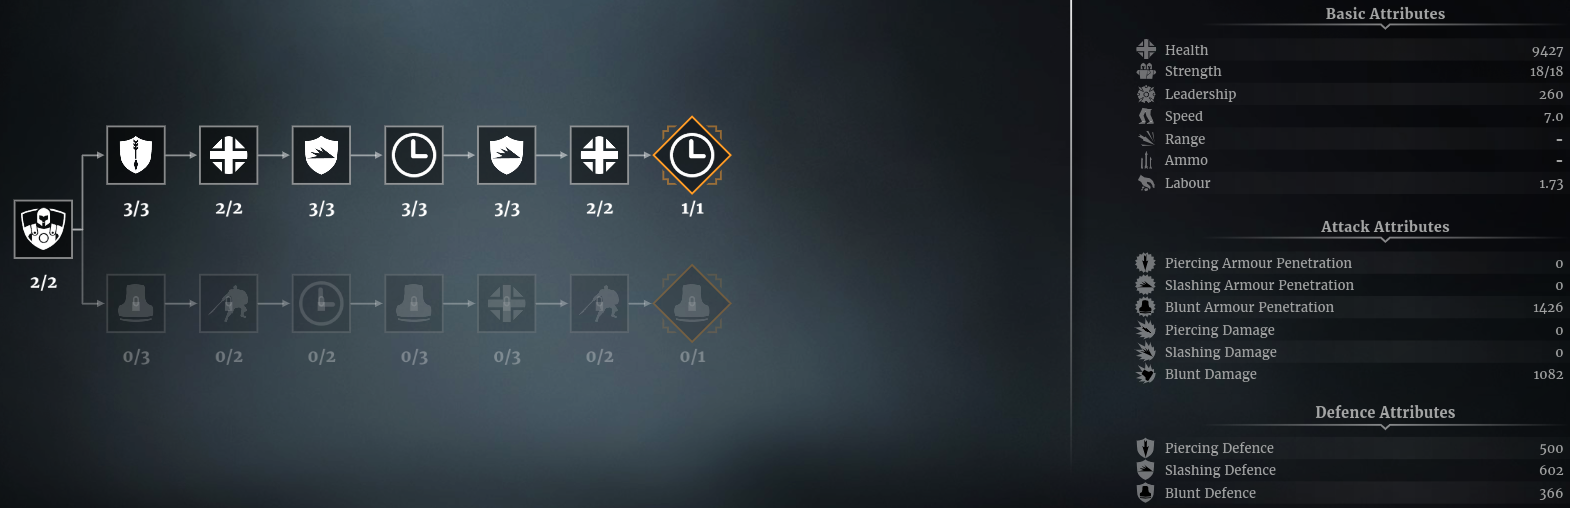 3/3 2/2 3/3 3/3 3/3 2/2 1/1
2/2
0/3 0/2 0/2 0/3 0/3 0/2 0/1
Basic Attributes
Health 9427
Strength 18/18
Leadership 260
Speed 7.0
Range -
Ammo -
Labour 1.73
Attack Attributes
Piercing Armour Penetration 0
Slashing Armour Penetration 0
Blunt Armour Penetration 1426
Piercing Damage 0
Slashing Damage 0
Blunt Damage 1082
Defence Attributes
Piercing Defence 500
Slashing Defence 602
Blunt Defence 366